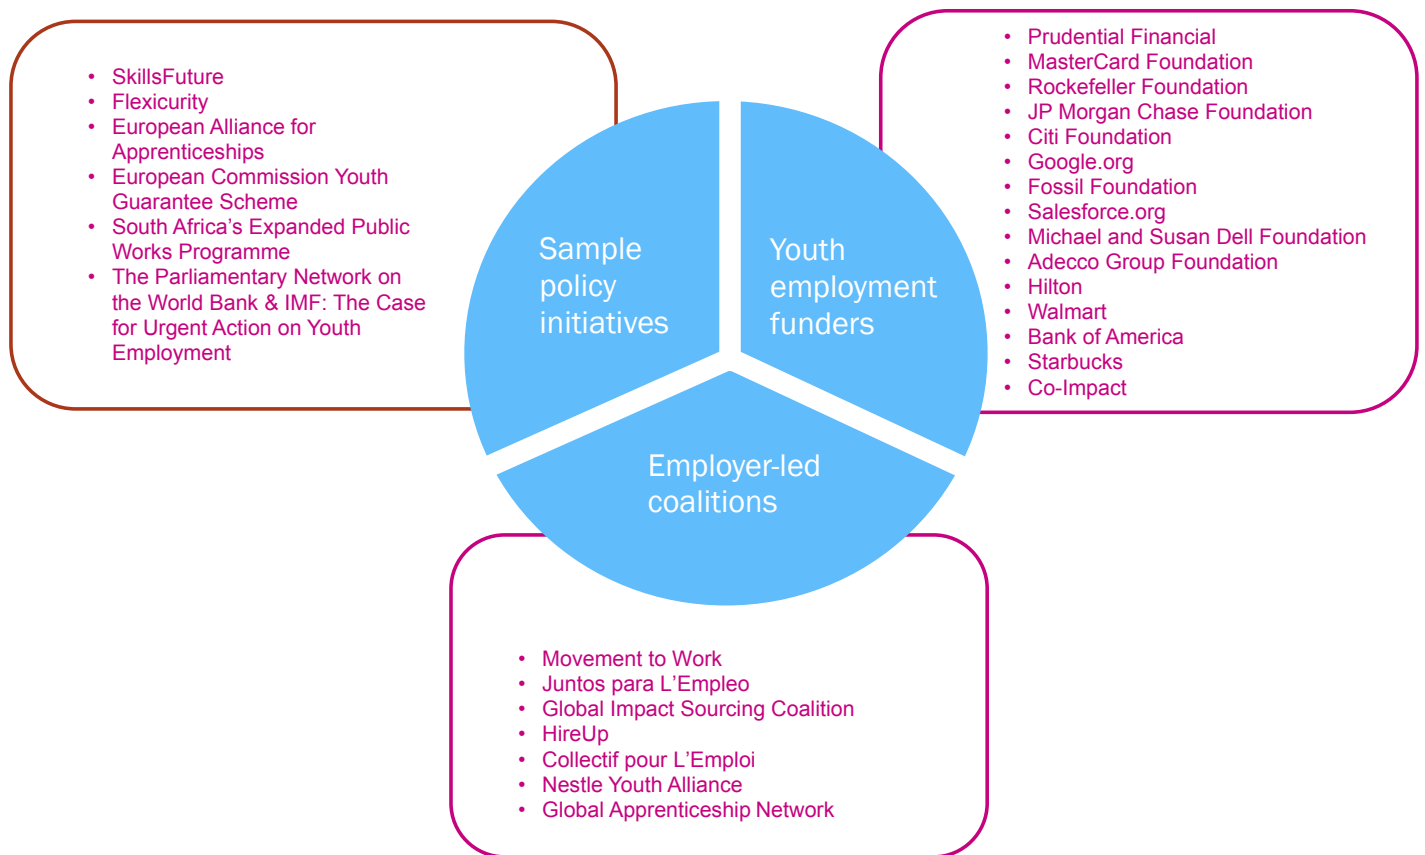 • SkillsFuture
• Flexicurity
• European Alliance for
Apprenticeships
• European Commission Youth
Guarantee Scheme
• South Africa’s Expanded Public
Works Programme
• The Parliamentary Network on
the World Bank & IMF: The Case
for Urgent Action on Youth
Employment
Sample
policy
initiatives
Youth
employment
funders
• Prudential Financial
• MasterCard Foundation
• Rockefeller Foundation
• JP Morgan Chase Foundation
• Citi Foundation
• Google.org
• Fossil Foundation
• Salesforce.org
• Michael and Susan Dell Foundation
• Adecco Group Foundation
• Hilton
• Walmart
• Bank of America
• Starbucks
• Co-Impact
Employer-led
coalitions
• Movement to Work
• Juntos para L’Empleo
• Global Impact Sourcing Coalition
• HireUp
• Collectif pour L’Emploi
• Nestle Youth Alliance
• Global Apprenticeship Network